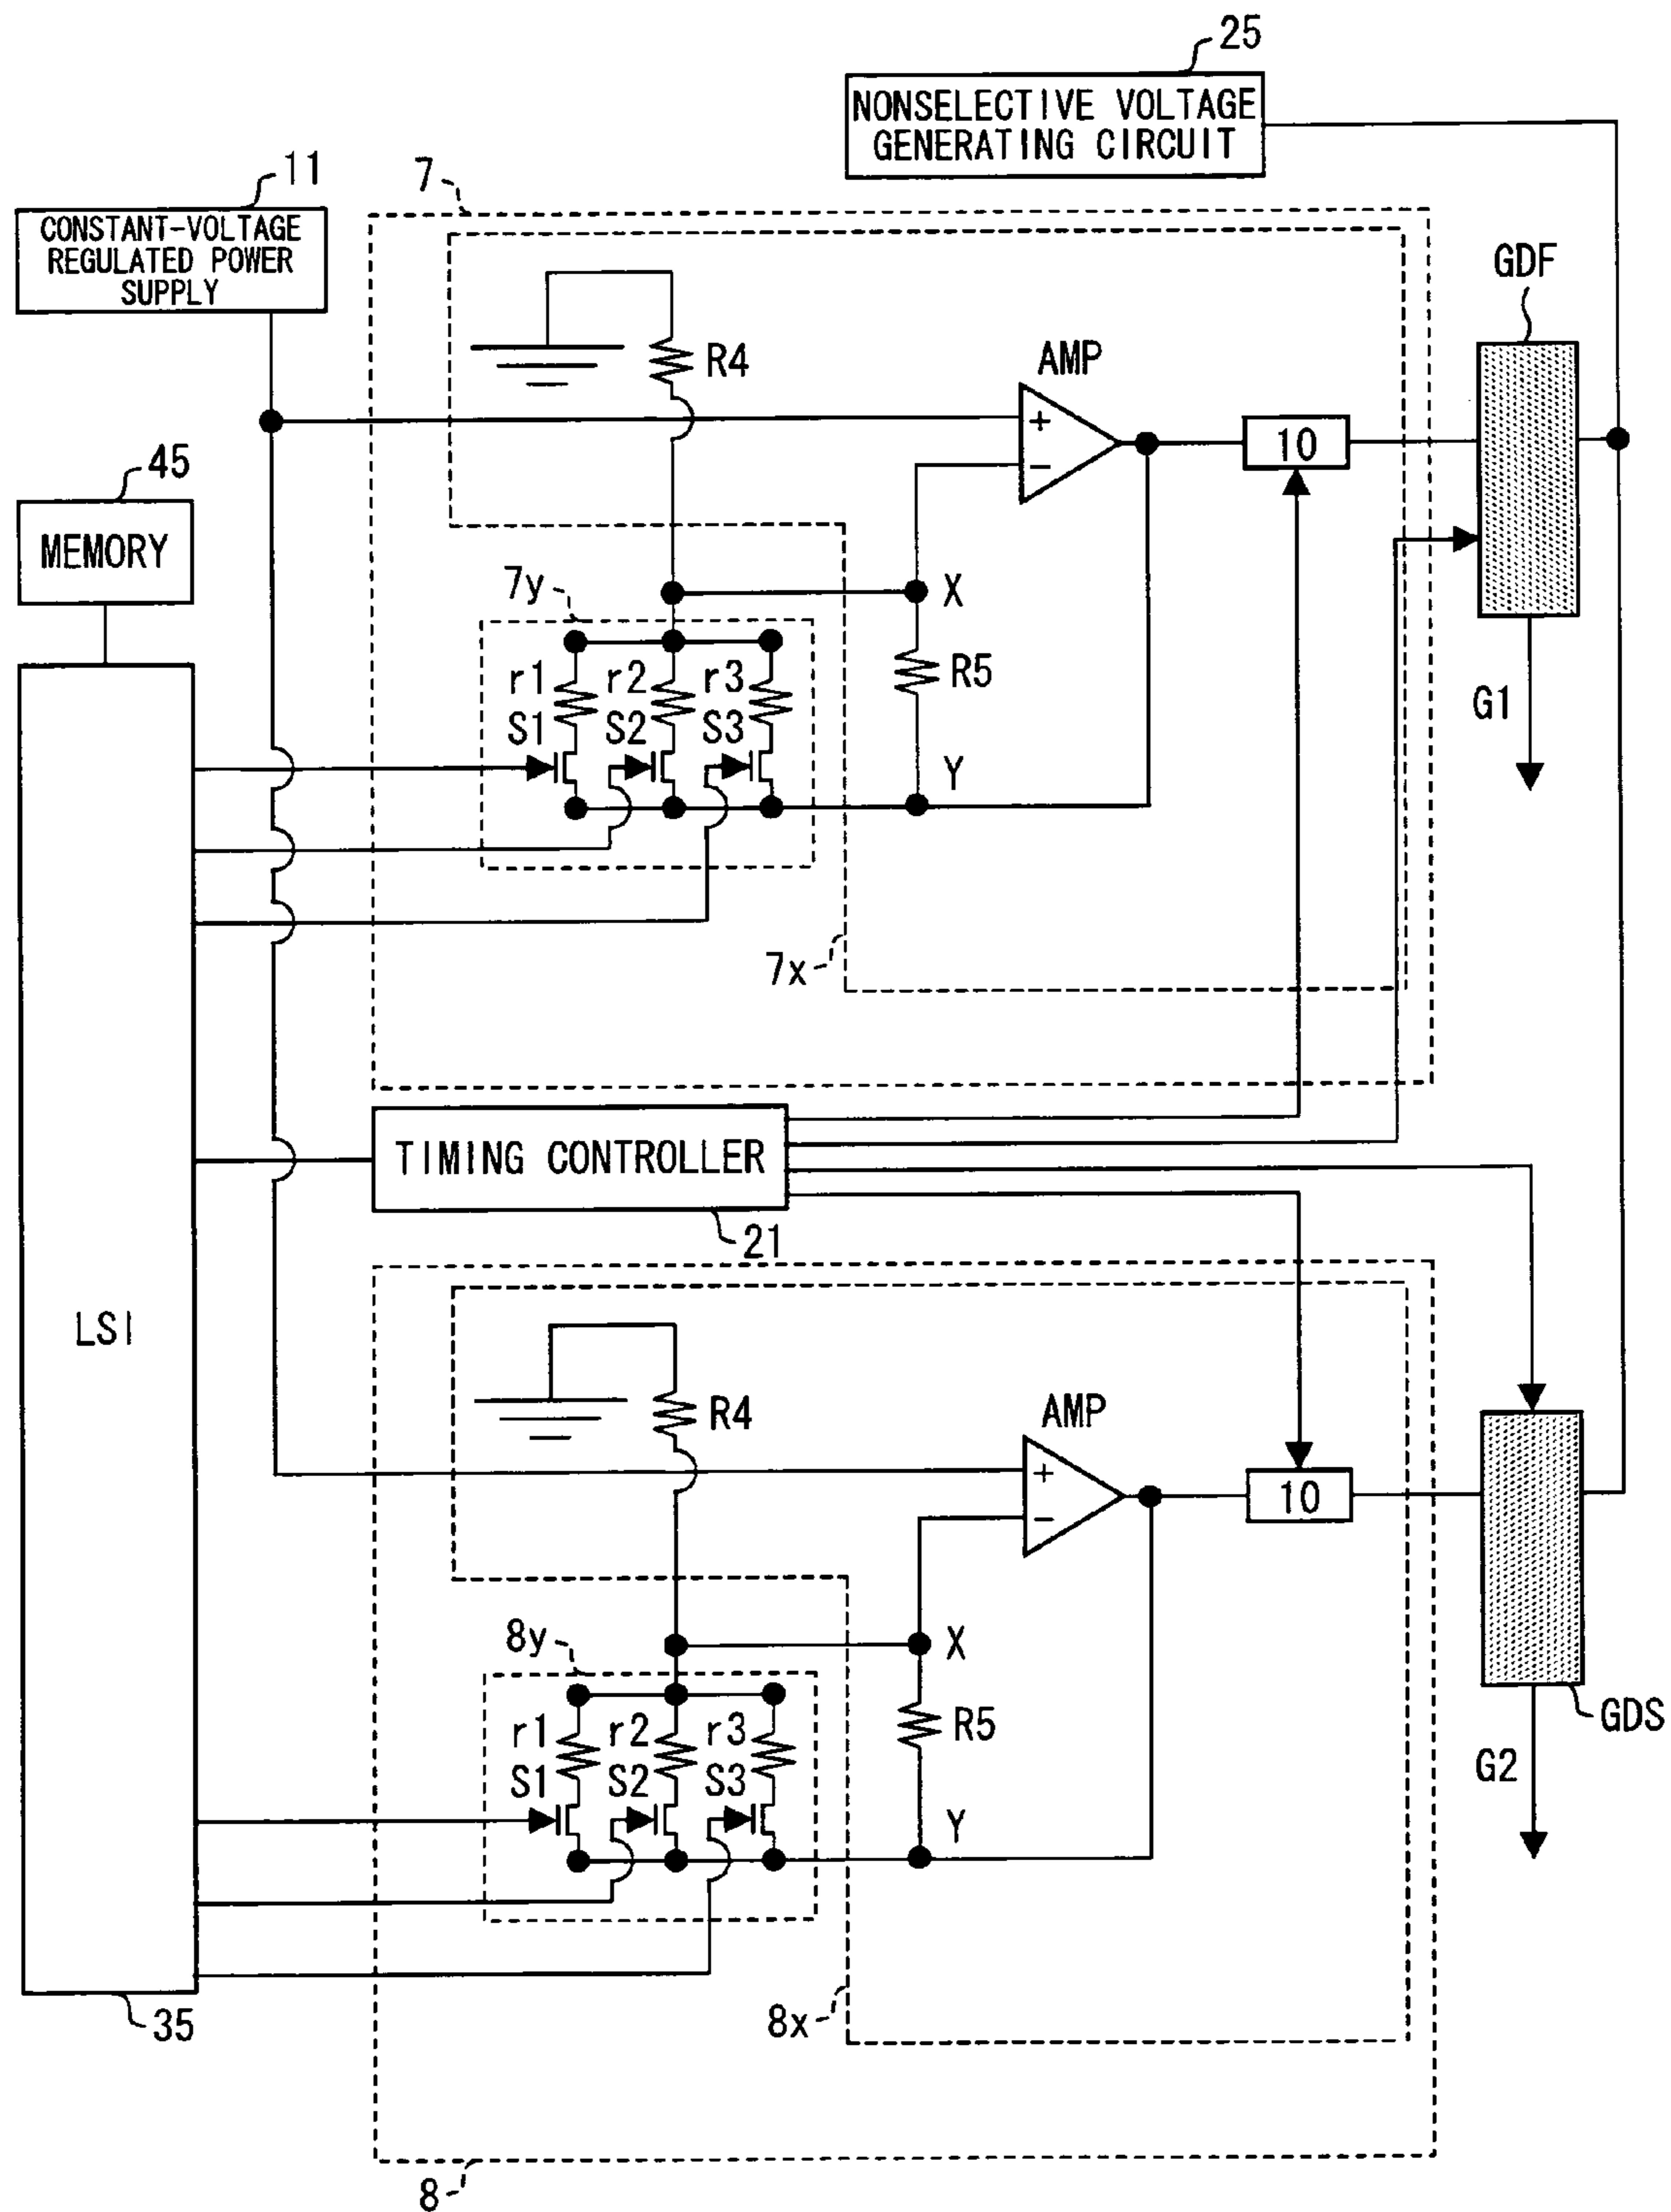 25
NONSELECTIVE VOLTAGE
GENERATING CIRCUIT
11
CONSTANT-VOLTAGE
REGULATED POWER
SUPPLY
7
GDF
R4
AMP
+
−
10
45
MEMORY
7y
X
r1
r2
r3
R5
S1
S2
S3
G1
Y
7x
TIMING CONTROLLER
21
LSI
R4
AMP
+
−
10
8y
X
r1
r2
r3
R5
S1
S2
S3
GDS
G2
Y
35
8x
8